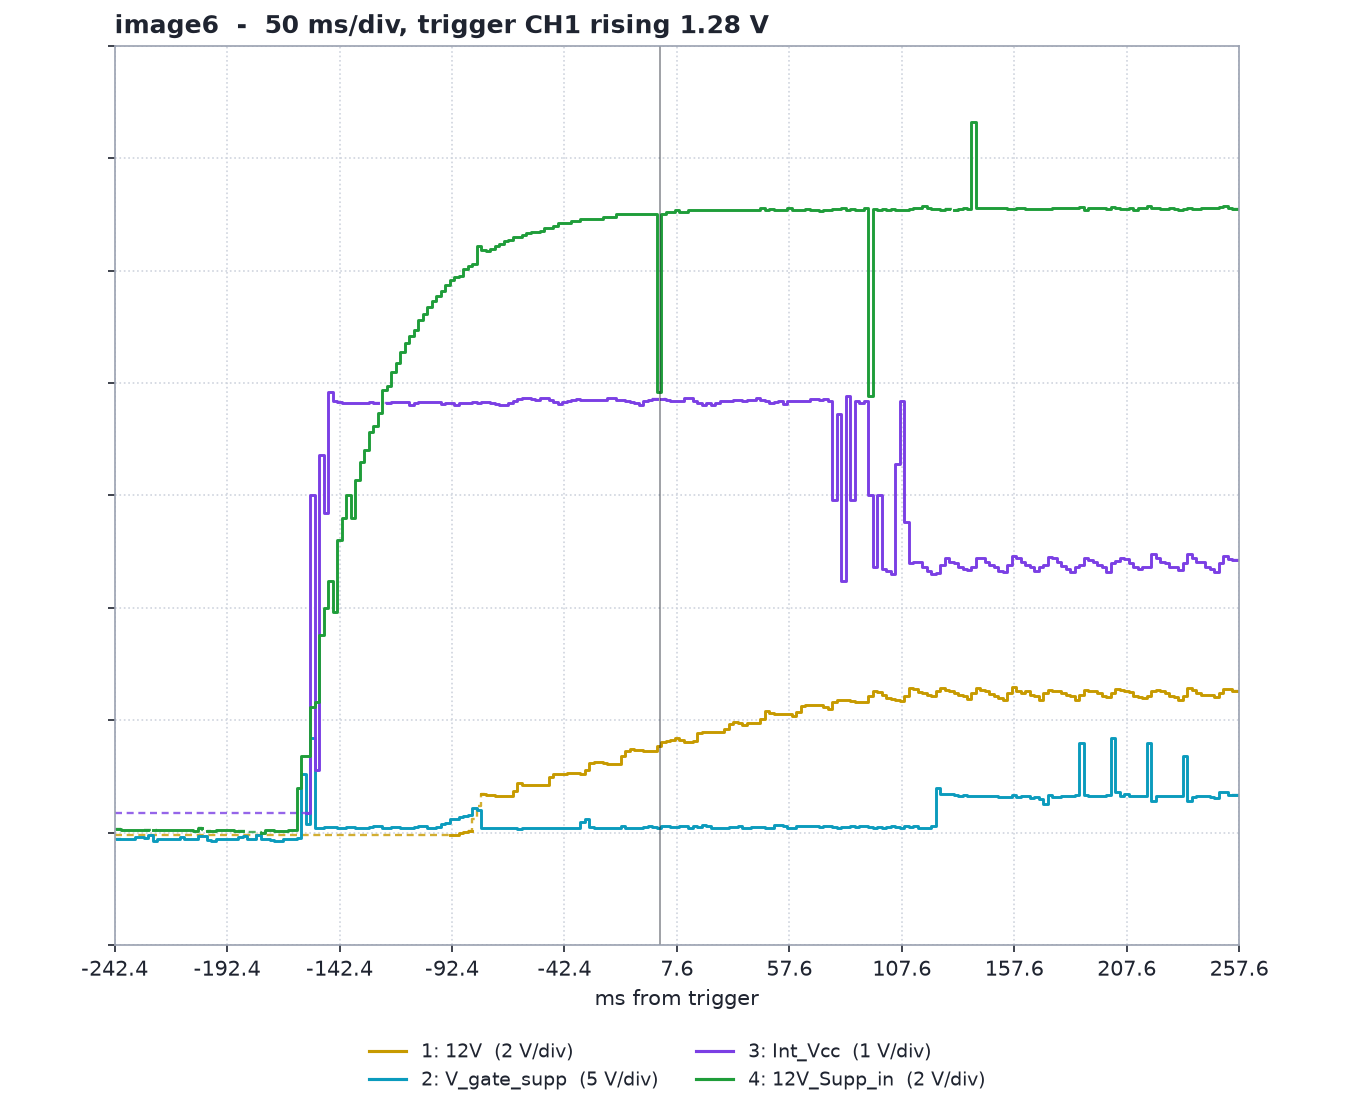 image6  -  50 ms/div, trigger CH1 rising 1.28 V
-242.4 -192.4 -142.4 -92.4 -42.4 7.6 57.6 107.6 157.6 207.6 257.6
ms from trigger
1: 12V  (2 V/div)
3: Int_Vcc  (1 V/div)
2: V_gate_supp  (5 V/div)
4: 12V_Supp_in  (2 V/div)